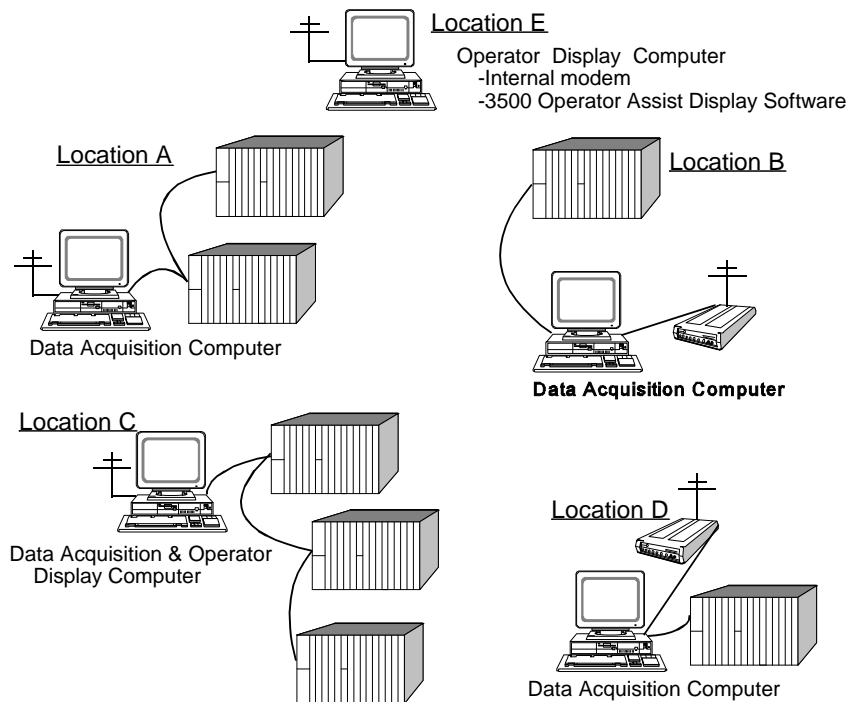 Location E
Operator Display Computer
-Internal modem
-3500 Operator Assist Display Software
Location A
Data Acquisition Computer
Location B
Data Acquisition Computer
Location C
Data Acquisition & Operator
Display Computer
Location D
Data Acquisition Computer